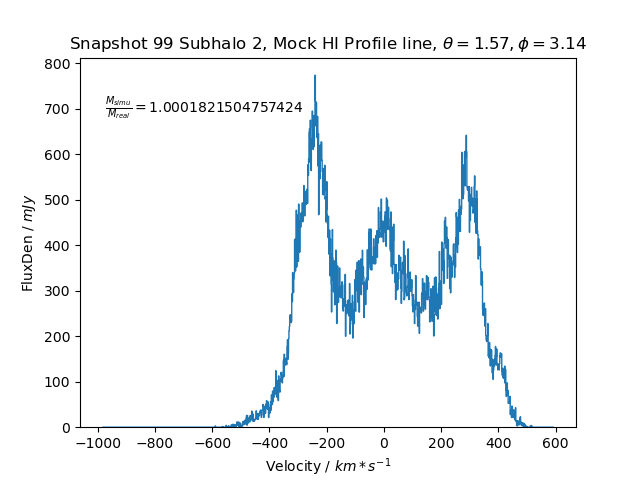 Snapshot 99 Subhalo 2, Mock HI Profile line, θ = 1.57, ϕ = 3.14
800
700
600
500
400
300
200
100
0
FluxDen / mJy
M_simu/M_real = 1.0001821504757424
−1000 −800 −600 −400 −200 0 200 400 600
Velocity / km * s^−1